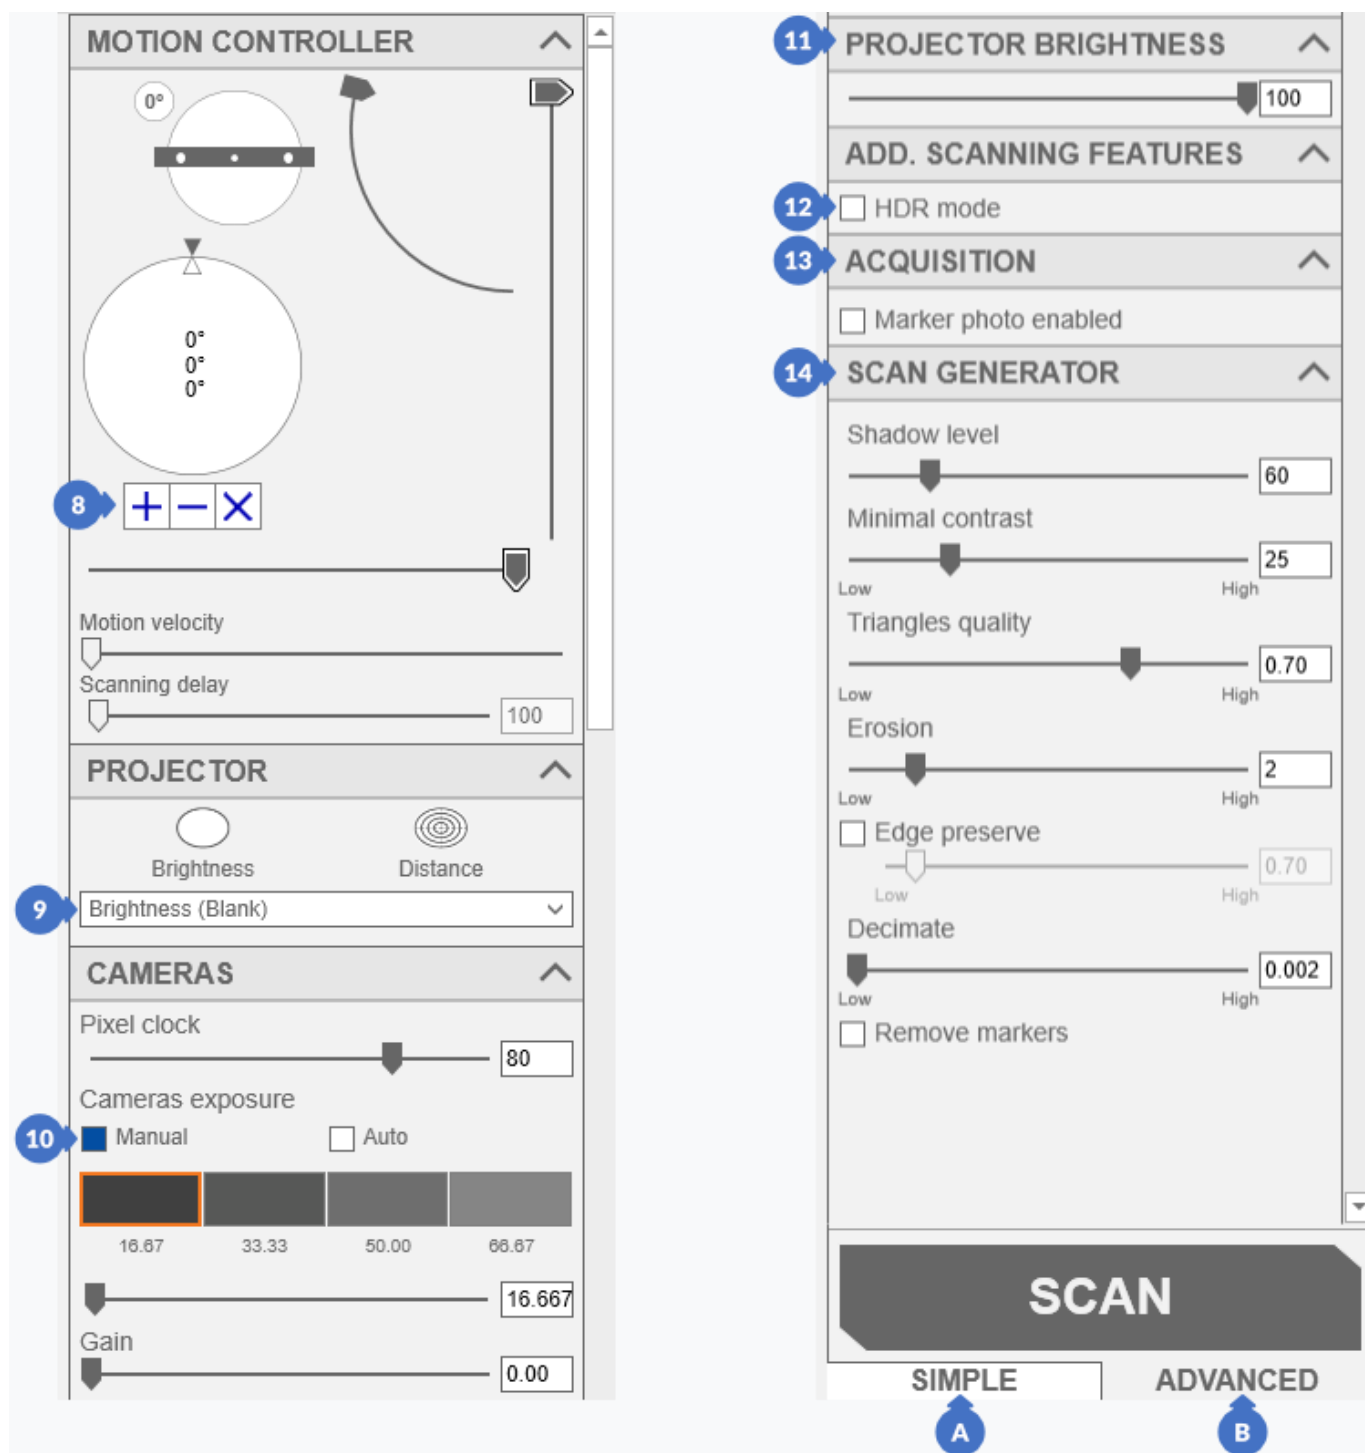 MOTION CONTROLLER
0°
0°
0°
0°
8
Motion velocity
Scanning delay
100
PROJECTOR
Brightness
Distance
9
Brightness (Blank)
CAMERAS
Pixel clock
80
Cameras exposure
10
Manual
Auto
16.67
33.33
50.00
66.67
16.667
Gain
0.00
11
PROJECTOR BRIGHTNESS
100
ADD. SCANNING FEATURES
12
HDR mode
13
ACQUISITION
Marker photo enabled
14
SCAN GENERATOR
Shadow level
60
Minimal contrast
25
Low
High
Triangles quality
0.70
Low
High
Erosion
2
Low
High
Edge preserve
0.70
Low
High
Decimate
0.002
Low
High
Remove markers
SCAN
SIMPLE
ADVANCED
A
B